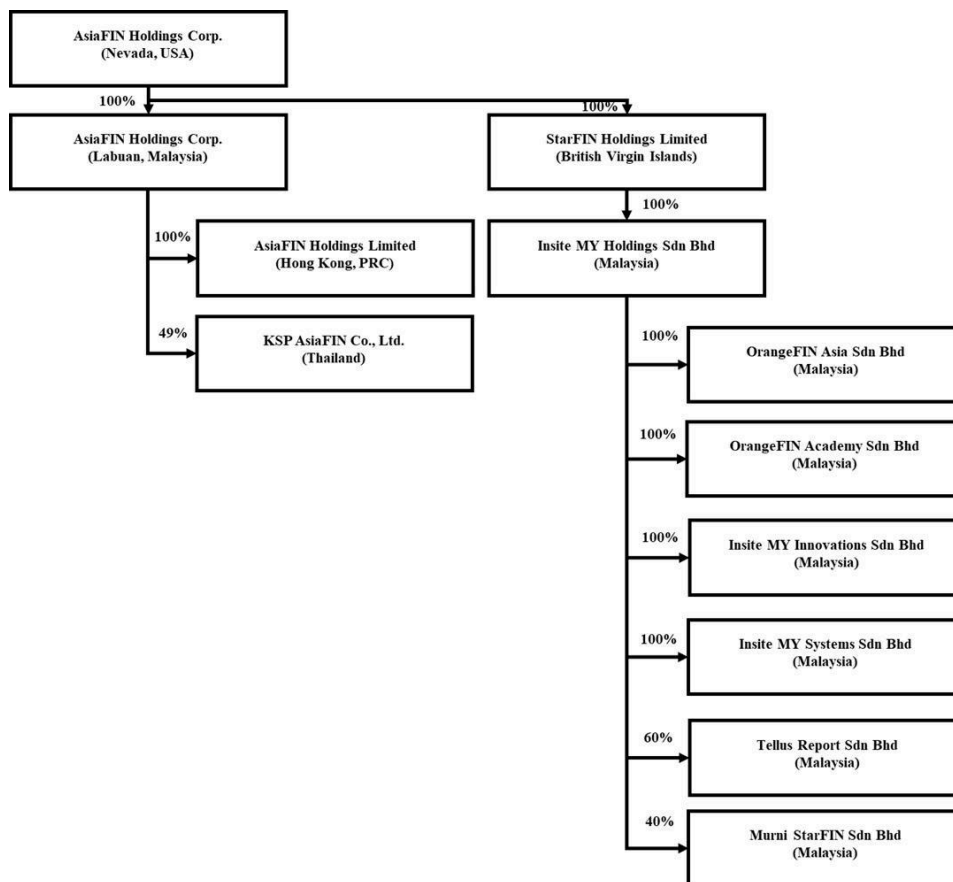 AsiaFIN Holdings Corp.
(Nevada, USA)
100%
100%
AsiaFIN Holdings Corp.
(Labuan, Malaysia)
StarFIN Holdings Limited
(British Virgin Islands)
100%
100%
AsiaFIN Holdings Limited
(Hong Kong, PRC)
Insite MY Holdings Sdn Bhd
(Malaysia)
49%
KSP AsiaFIN Co., Ltd.
(Thailand)
100%
OrangeFIN Asia Sdn Bhd
(Malaysia)
100%
OrangeFIN Academy Sdn Bhd
(Malaysia)
100%
Insite MY Innovations Sdn Bhd
(Malaysia)
100%
Insite MY Systems Sdn Bhd
(Malaysia)
60%
Tellus Report Sdn Bhd
(Malaysia)
40%
Murni StarFIN Sdn Bhd
(Malaysia)